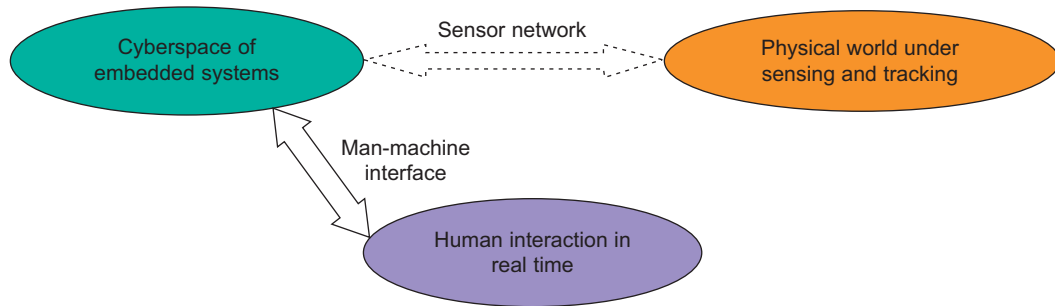 Cyberspace of
embedded systems
Sensor network
Physical world under
sensing and tracking
Man-machine
interface
Human interaction in
real time